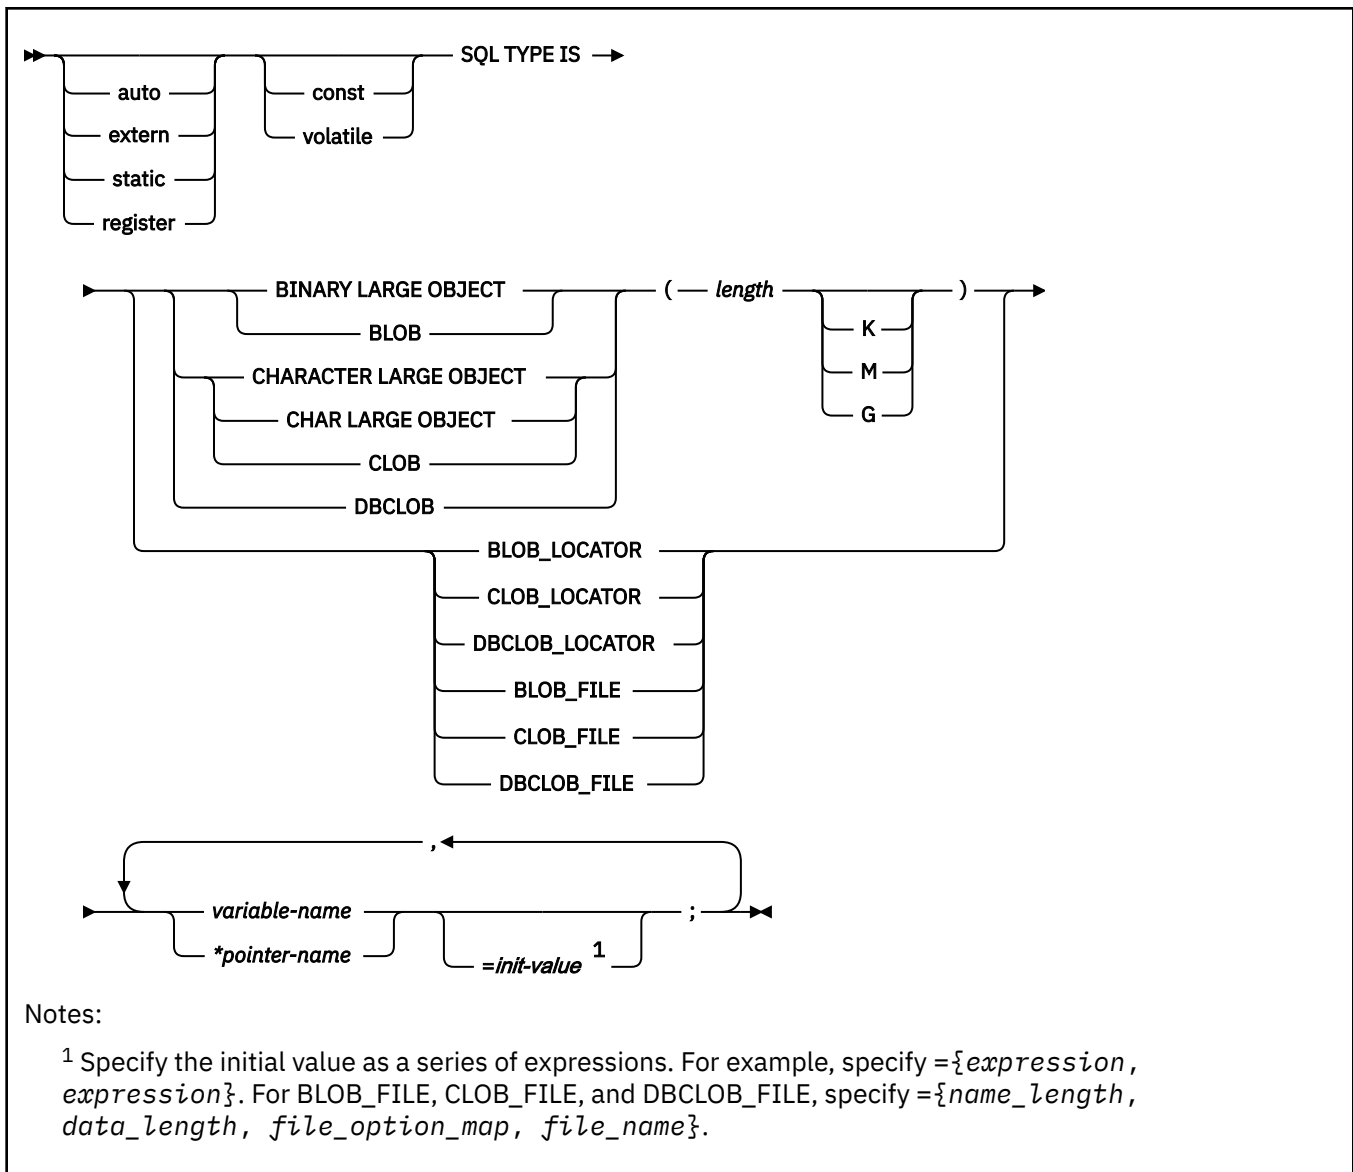 SQL TYPE IS
auto const
extern volatile
static
register
BINARY LARGE OBJECT ( length )
BLOB K
CHARACTER LARGE OBJECT M
CHAR LARGE OBJECT G
CLOB
DBCLOB
BLOB_LOCATOR
CLOB_LOCATOR
DBCLOB_LOCATOR
BLOB_FILE
CLOB_FILE
DBCLOB_FILE
,
variable-name ;
*pointer-name =init-value 1
Notes:
1 Specify the initial value as a series of expressions. For example, specify ={expression,
expression}. For BLOB_FILE, CLOB_FILE, and DBCLOB_FILE, specify ={name_length,
data_length, file_option_map, file_name}.